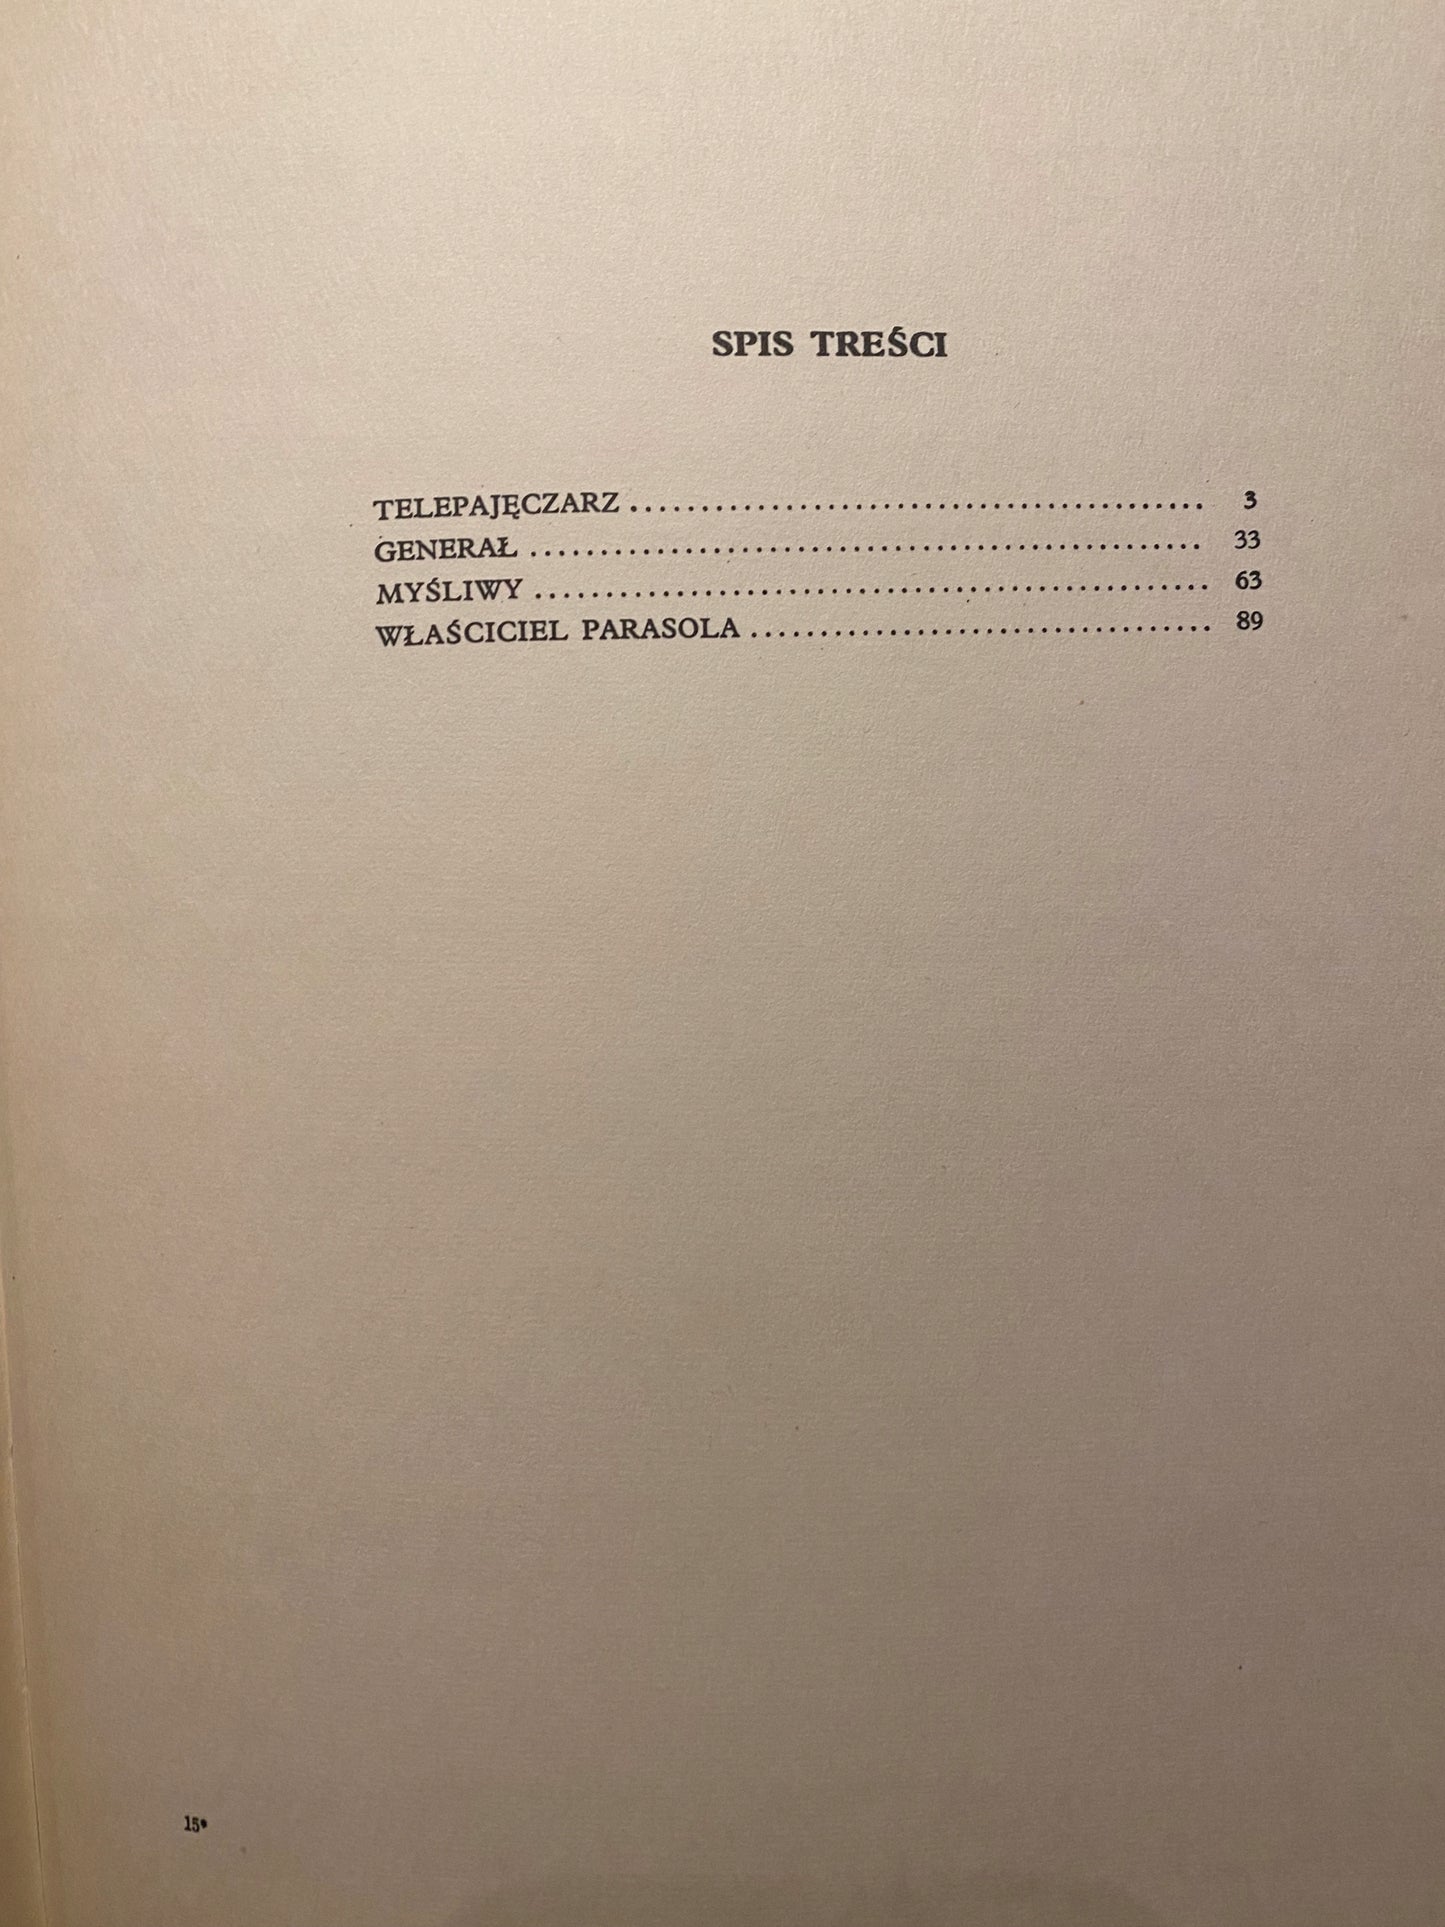 SPIS TREŚCI
TELEPAJĘCZARZ ........................................ 3
GENERAŁ ............................................... 33
MYŚLIWY ............................................... 63
WŁAŚCICIEL PARASOLA ................................ 89
15*